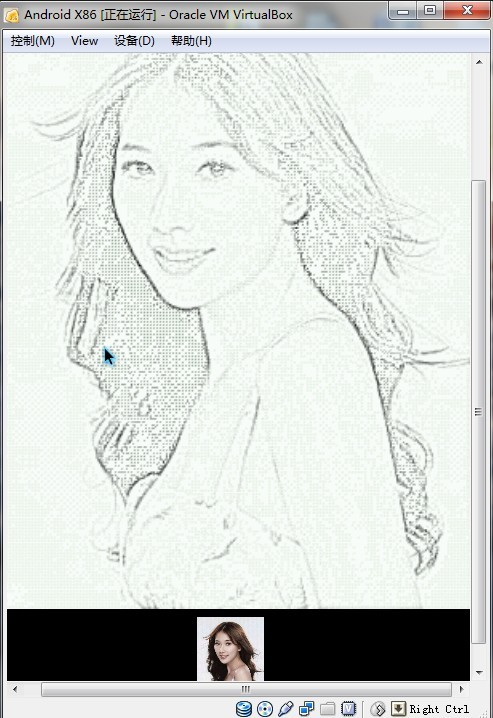 Android X86 [正在运行] - Oracle VM VirtualBox
控制(M) View 设备(D) 帮助(H)
Right Ctrl